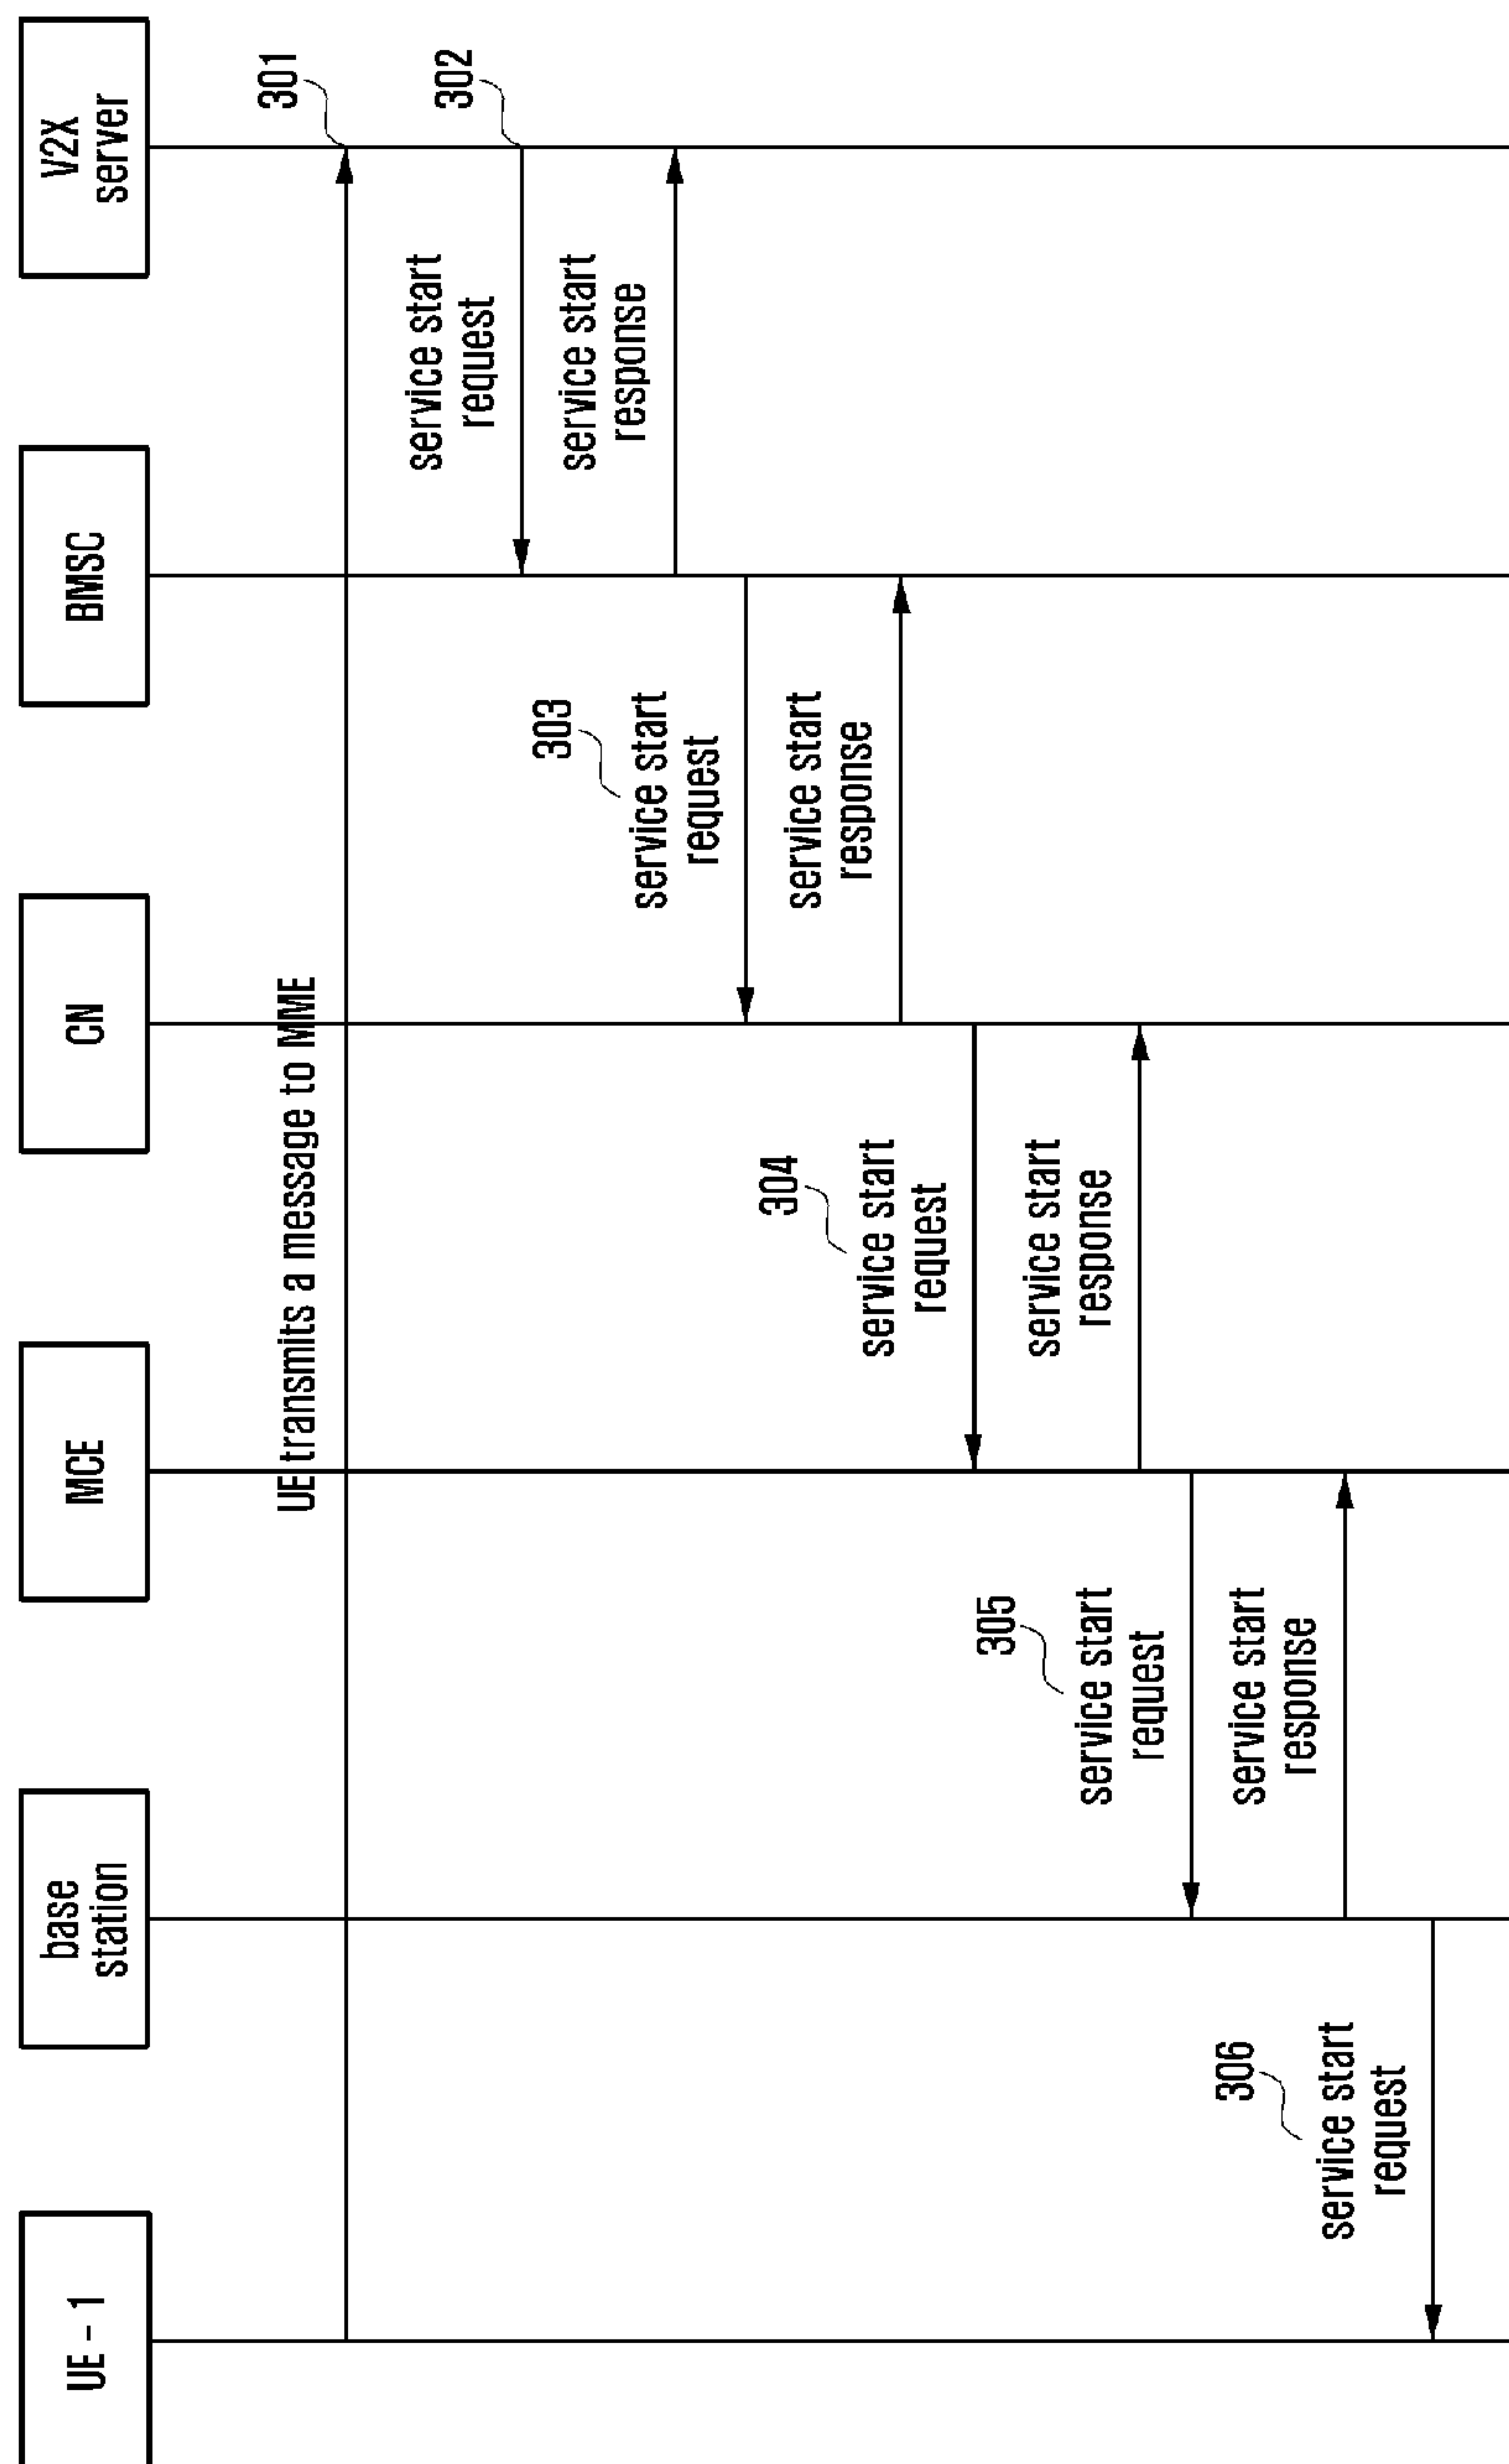 UE - 1
base
station
MCE
CN
BMSC
V2X
server
UE transmits a message to MME
301
302
service start
request
service start
response
303
service start
request
service start
response
304
service start
request
service start
response
305
service start
request
service start
response
306
service start
request